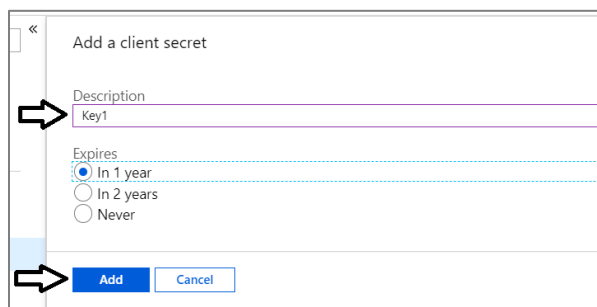 «
Add a client secret
Description
Key1
Expires
In 1 year
In 2 years
Never
Add Cancel